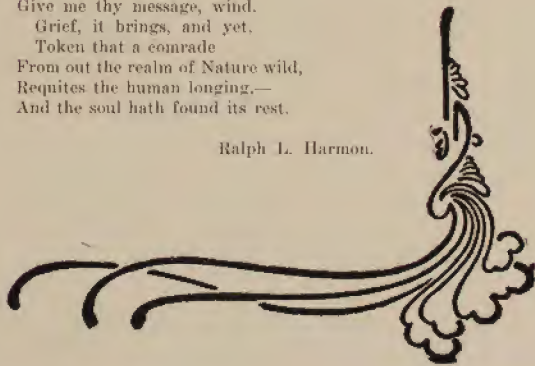 Give me thy message, wind.
Grief, it brings, and yet,
Token that a comrade
From out the realm of Nature wild,
Requites the human longing,—
And the soul hath found its rest.
Ralph L. Harmon.